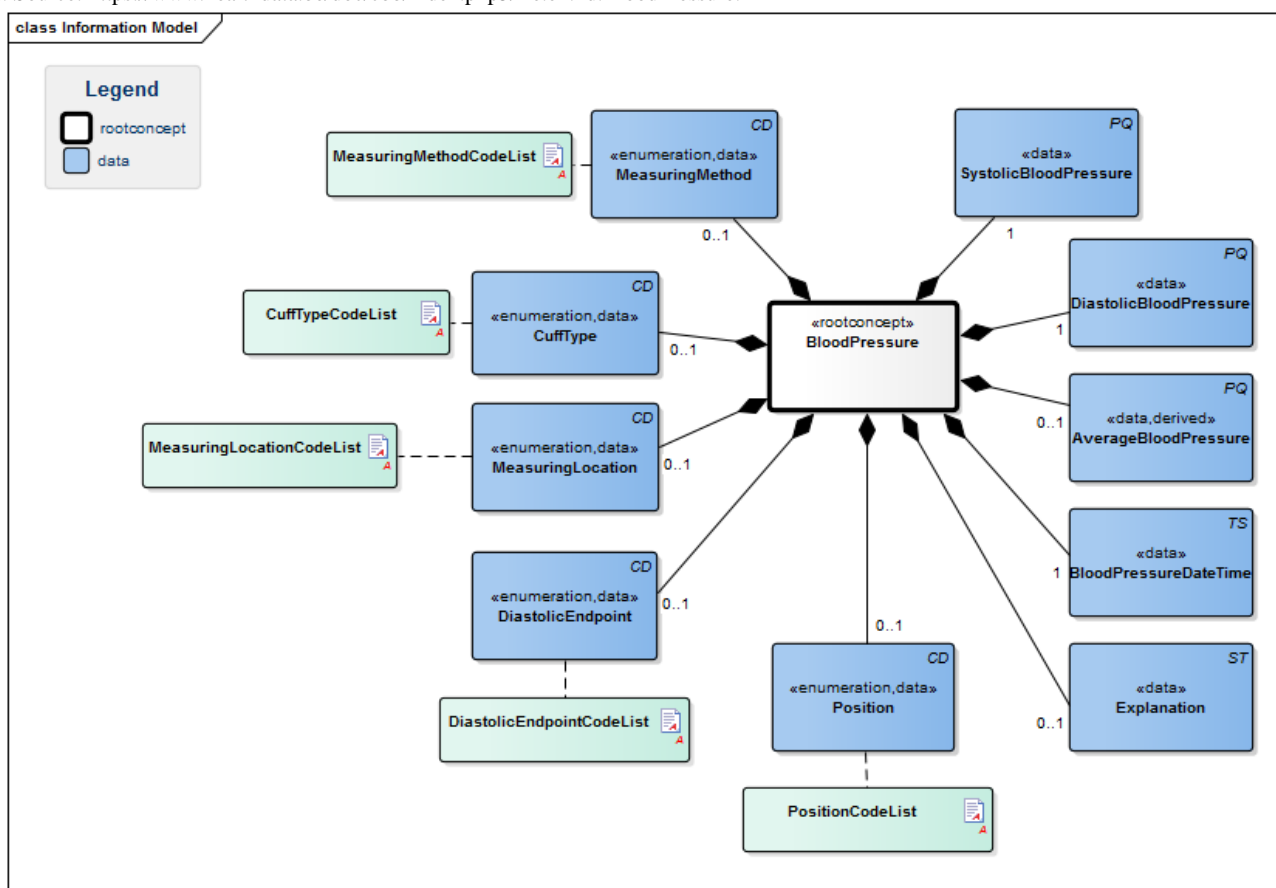 class Information Model
Legend
rootconcept
data
MeasuringMethodCodeList
CD
«enumeration,data»
MeasuringMethod
0..1
PQ
«data»
SystolicBloodPressure
1
CuffTypeCodeList
CD
«enumeration,data»
CuffType
0..1
«rootconcept»
BloodPressure
PQ
«data»
DiastolicBloodPressure
1
MeasuringLocationCodeList
CD
«enumeration,data»
MeasuringLocation
0..1
PQ
«data,derived»
AverageBloodPressure
0..1
CD
«enumeration,data»
DiastolicEndpoint
0..1
TS
«data»
BloodPressureDateTime
1
DiastolicEndpointCodeList
0..1
CD
«enumeration,data»
Position
ST
«data»
Explanation
0..1
PositionCodeList